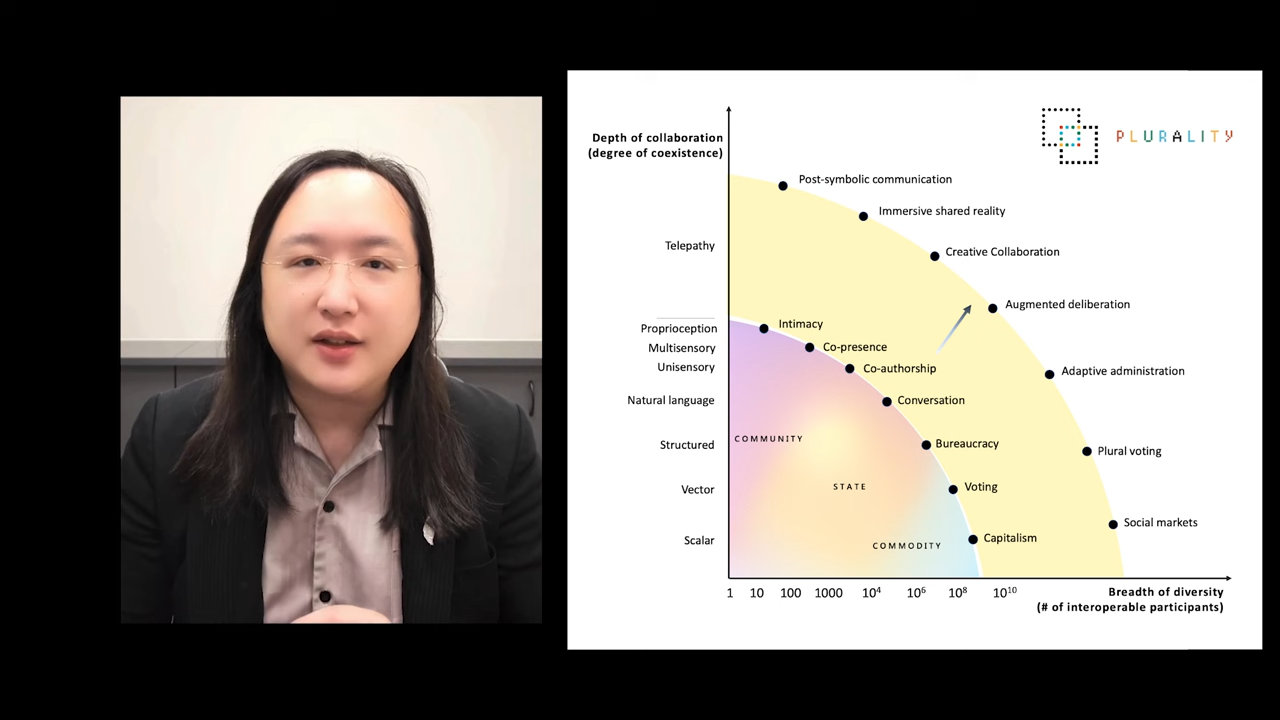 PLURALITY
Depth of collaboration
(degree of coexistence)
Post-symbolic communication
Immersive shared reality
Telepathy
Creative Collaboration
Augmented deliberation
Intimacy
Proprioception
Multisensory
Co-presence
Unisensory
Co-authorship
Adaptive administration
Natural language
Conversation
COMMUNITY
Structured
Bureaucracy
Plural voting
STATE
Vector
Voting
Social markets
Scalar
COMMODITY
Capitalism
1 10 100 1000 10⁴ 10⁶ 10⁸ 10¹⁰
Breadth of diversity
(# of interoperable participants)